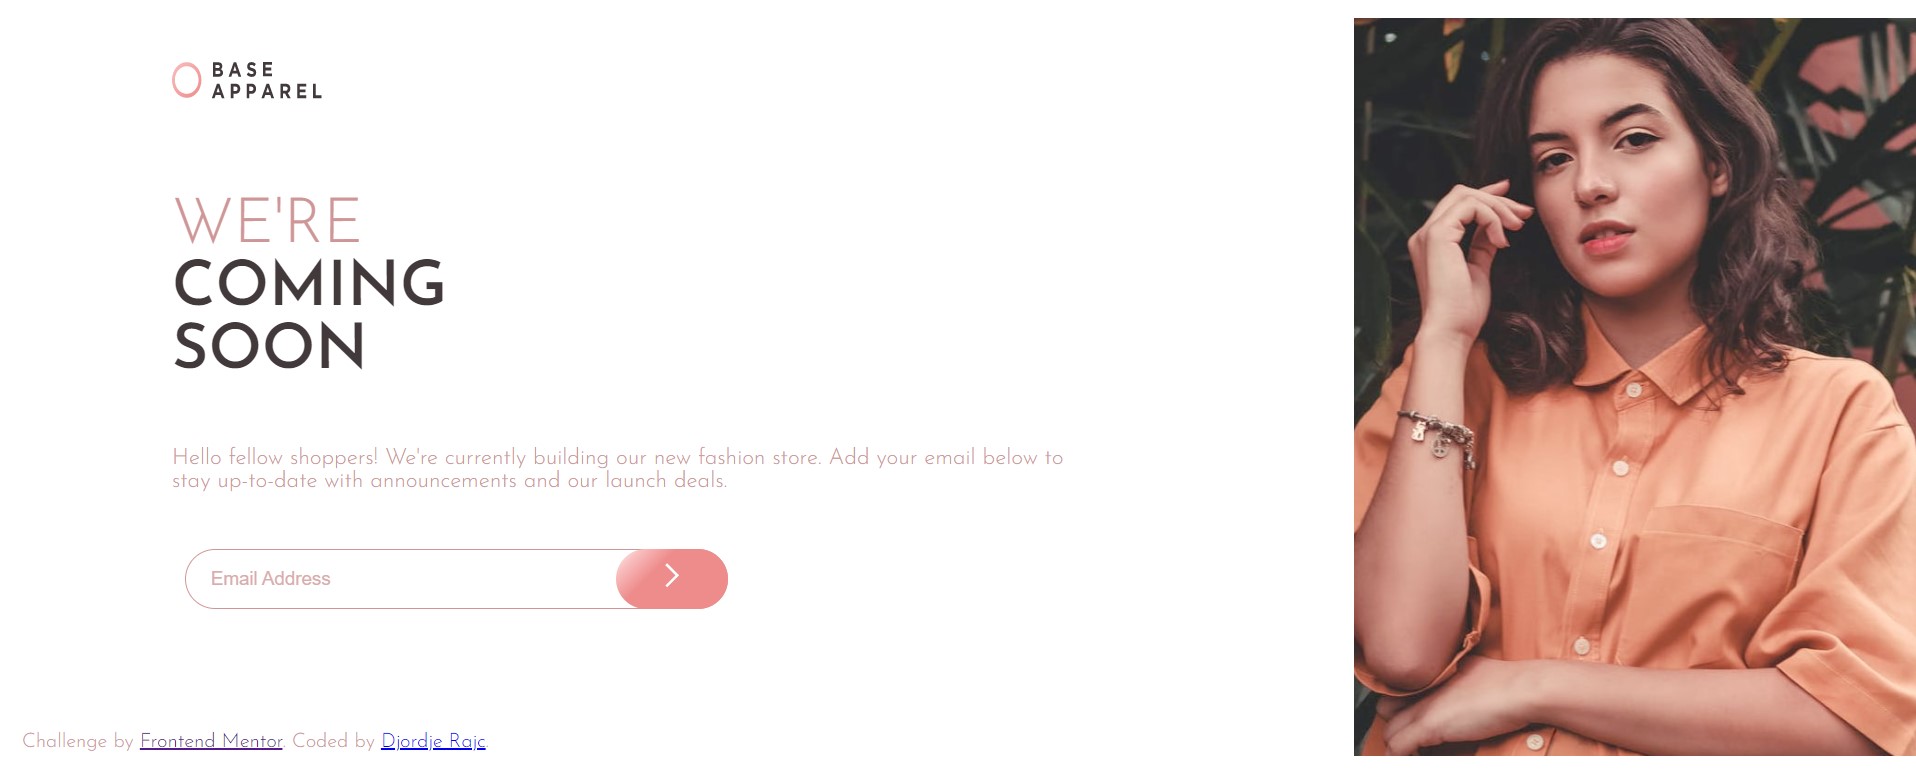 BASE
APPAREL
WE'RE
COMING
SOON
Hello fellow shoppers! We're currently building our new fashion store. Add your email below to
stay up-to-date with announcements and our launch deals.
Email Address
Challenge by Frontend Mentor. Coded by Djordje Rajc.